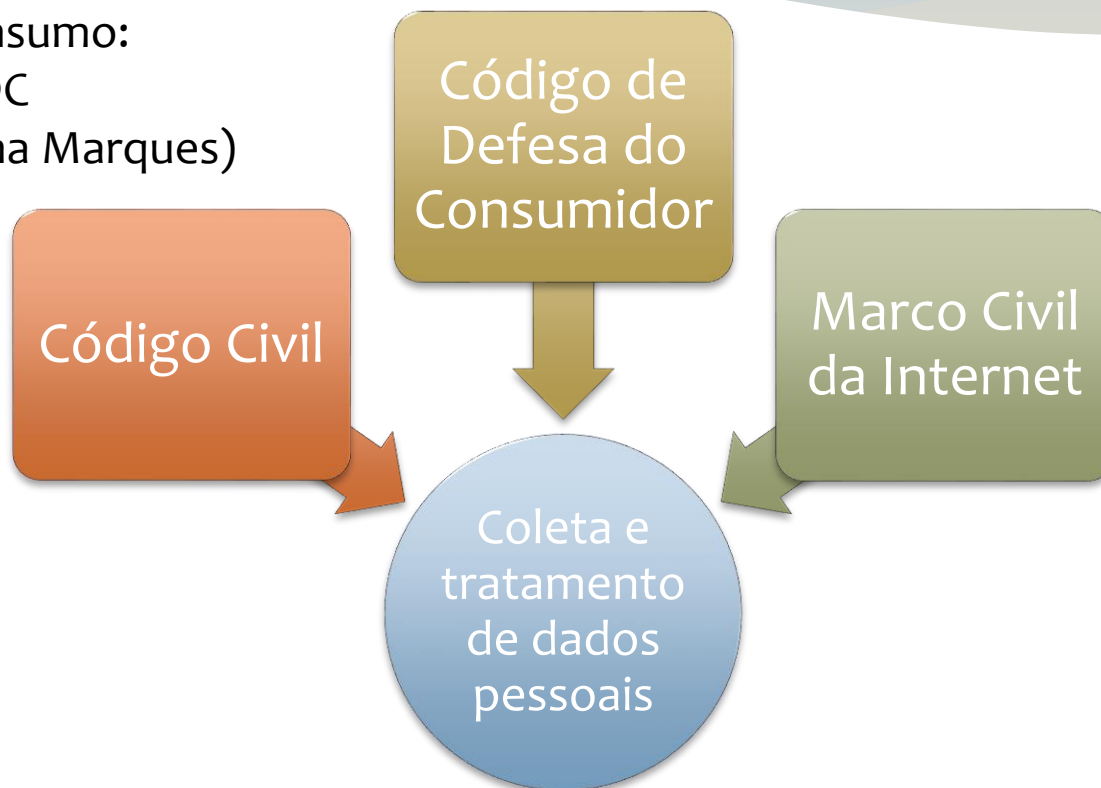 nsumo:
C
na Marques)
Código de
Defesa do
Consumidor
Código Civil
Marco Civil
da Internet
Coleta e
tratamento
de dados
pessoais